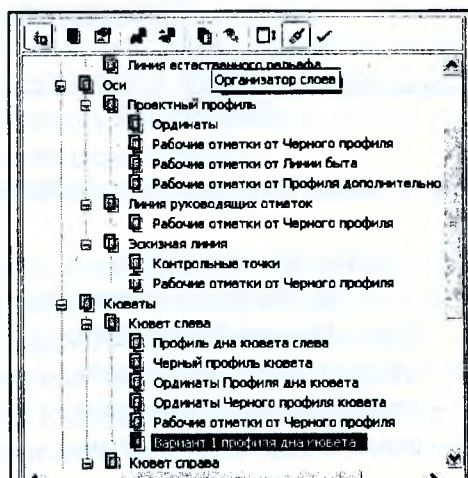 Линия естественного рельефа
Организатор слоев
Оси
Проектный профиль
Ординаты
Рабочие отметки от Черного профиля
Рабочие отметки от Линии быта
Рабочие отметки от Профиля дополнительно
Линия руководящих отметок
Рабочие отметки от Черного профиля
Эскизная линия
Контрольные точки
Рабочие отметки от Черного профиля
Кюветы
Кювет слева
Профиль дна кювета слева
Черный профиль кювета
Ординаты Профиля дна кювета
Ординаты Черного профиля кювета
Рабочие отметки от Черного профиля
Вариант 1 профиля дна кювета
Кювет справа